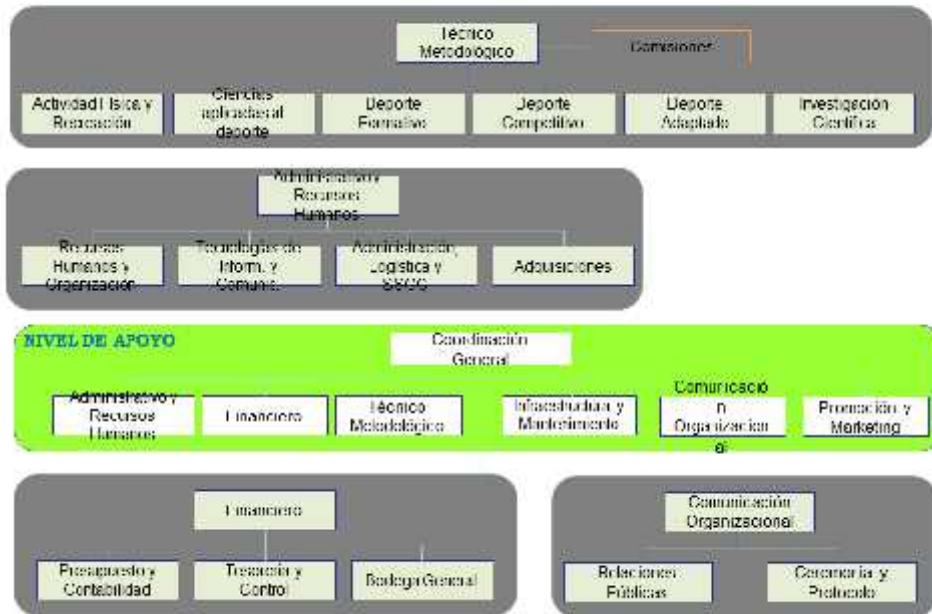 Técnico
Metodológico
Comisiones
Actividad Física y
Recreación
Ciencias
aplicadas al
deporte
Deporte
Formativo
Deporte
Competitivo
Deporte
Adaptado
Investigación
Científica
Administrativo y
Recursos
Humanos
Recursos
Humanos y
Organización
Tecnologías de
Inform. y
Comunic.
Administración,
Logística y
SSGG
Adquisiciones
NIVEL DE APOYO
Coordinación
General
Administrativo y
Recursos
Humanos
Financiero
Técnico
Metodológico
Infraestructura y
Mantenimiento
Comunicació
n
Organizacion
al
Promoción y
Marketing
Financiero
Presupuesto y
Contabilidad
Tesorería y
Control
Bodega General
Comunicación
Organizacional
Relaciones
Públicas
Ceremonia y
Protocolo